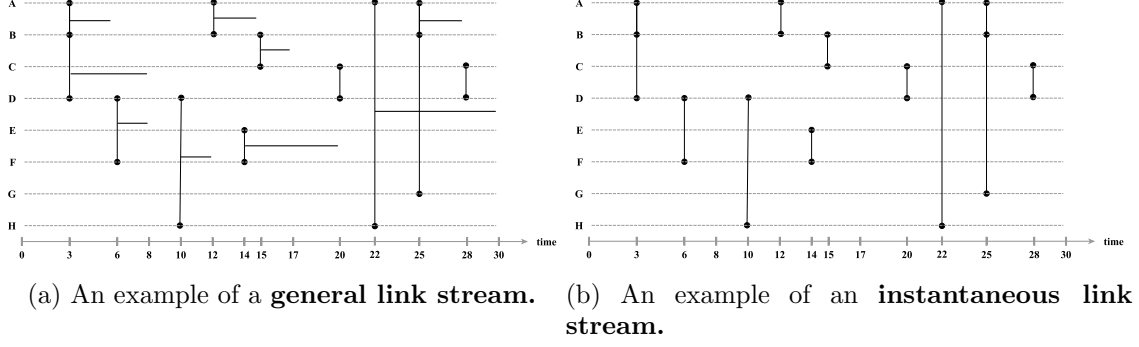 A
B
C
D
E
F
G
H
0 3 6 8 10 12 14 15 17 20 22 25 28 30
time
(a) An example of a general link stream.
A
B
C
D
E
F
G
H
0 3 6 8 10 12 14 15 17 20 22 25 28 30
time
(b) An example of an instantaneous link
stream.